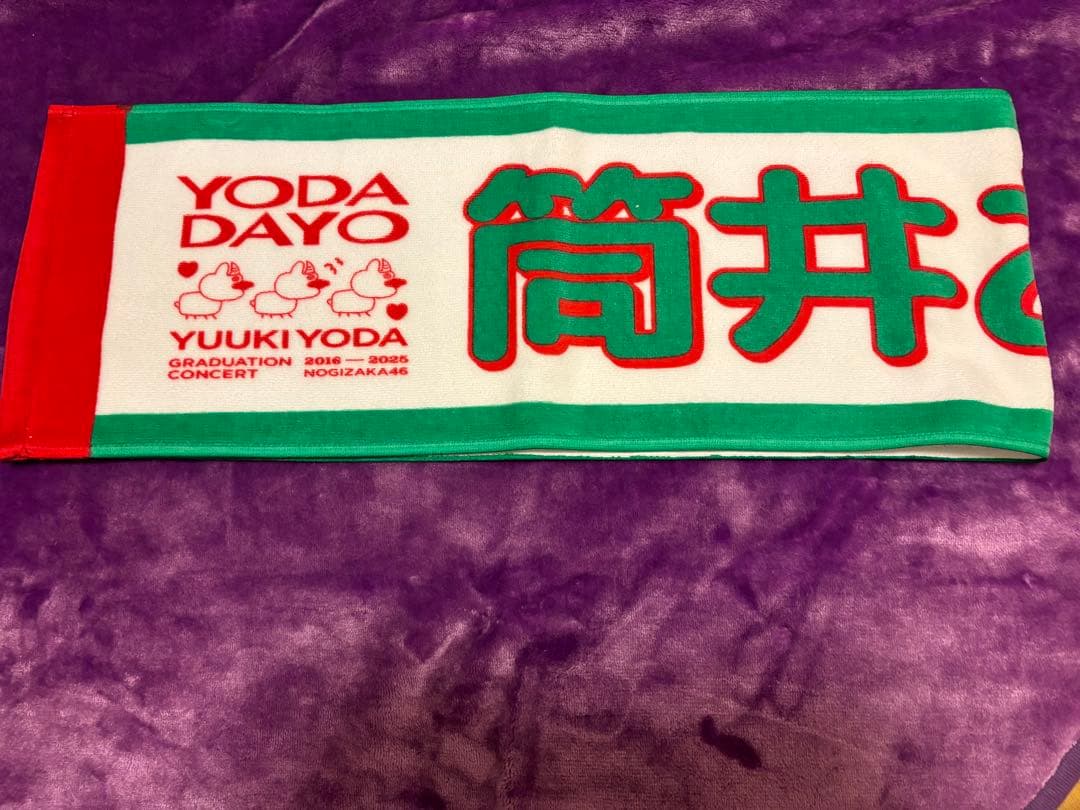 YODA
DAYO
YUUKI YODA
GRADUATION 2016 — 2025
CONCERT NOGIZAKA46
筒井